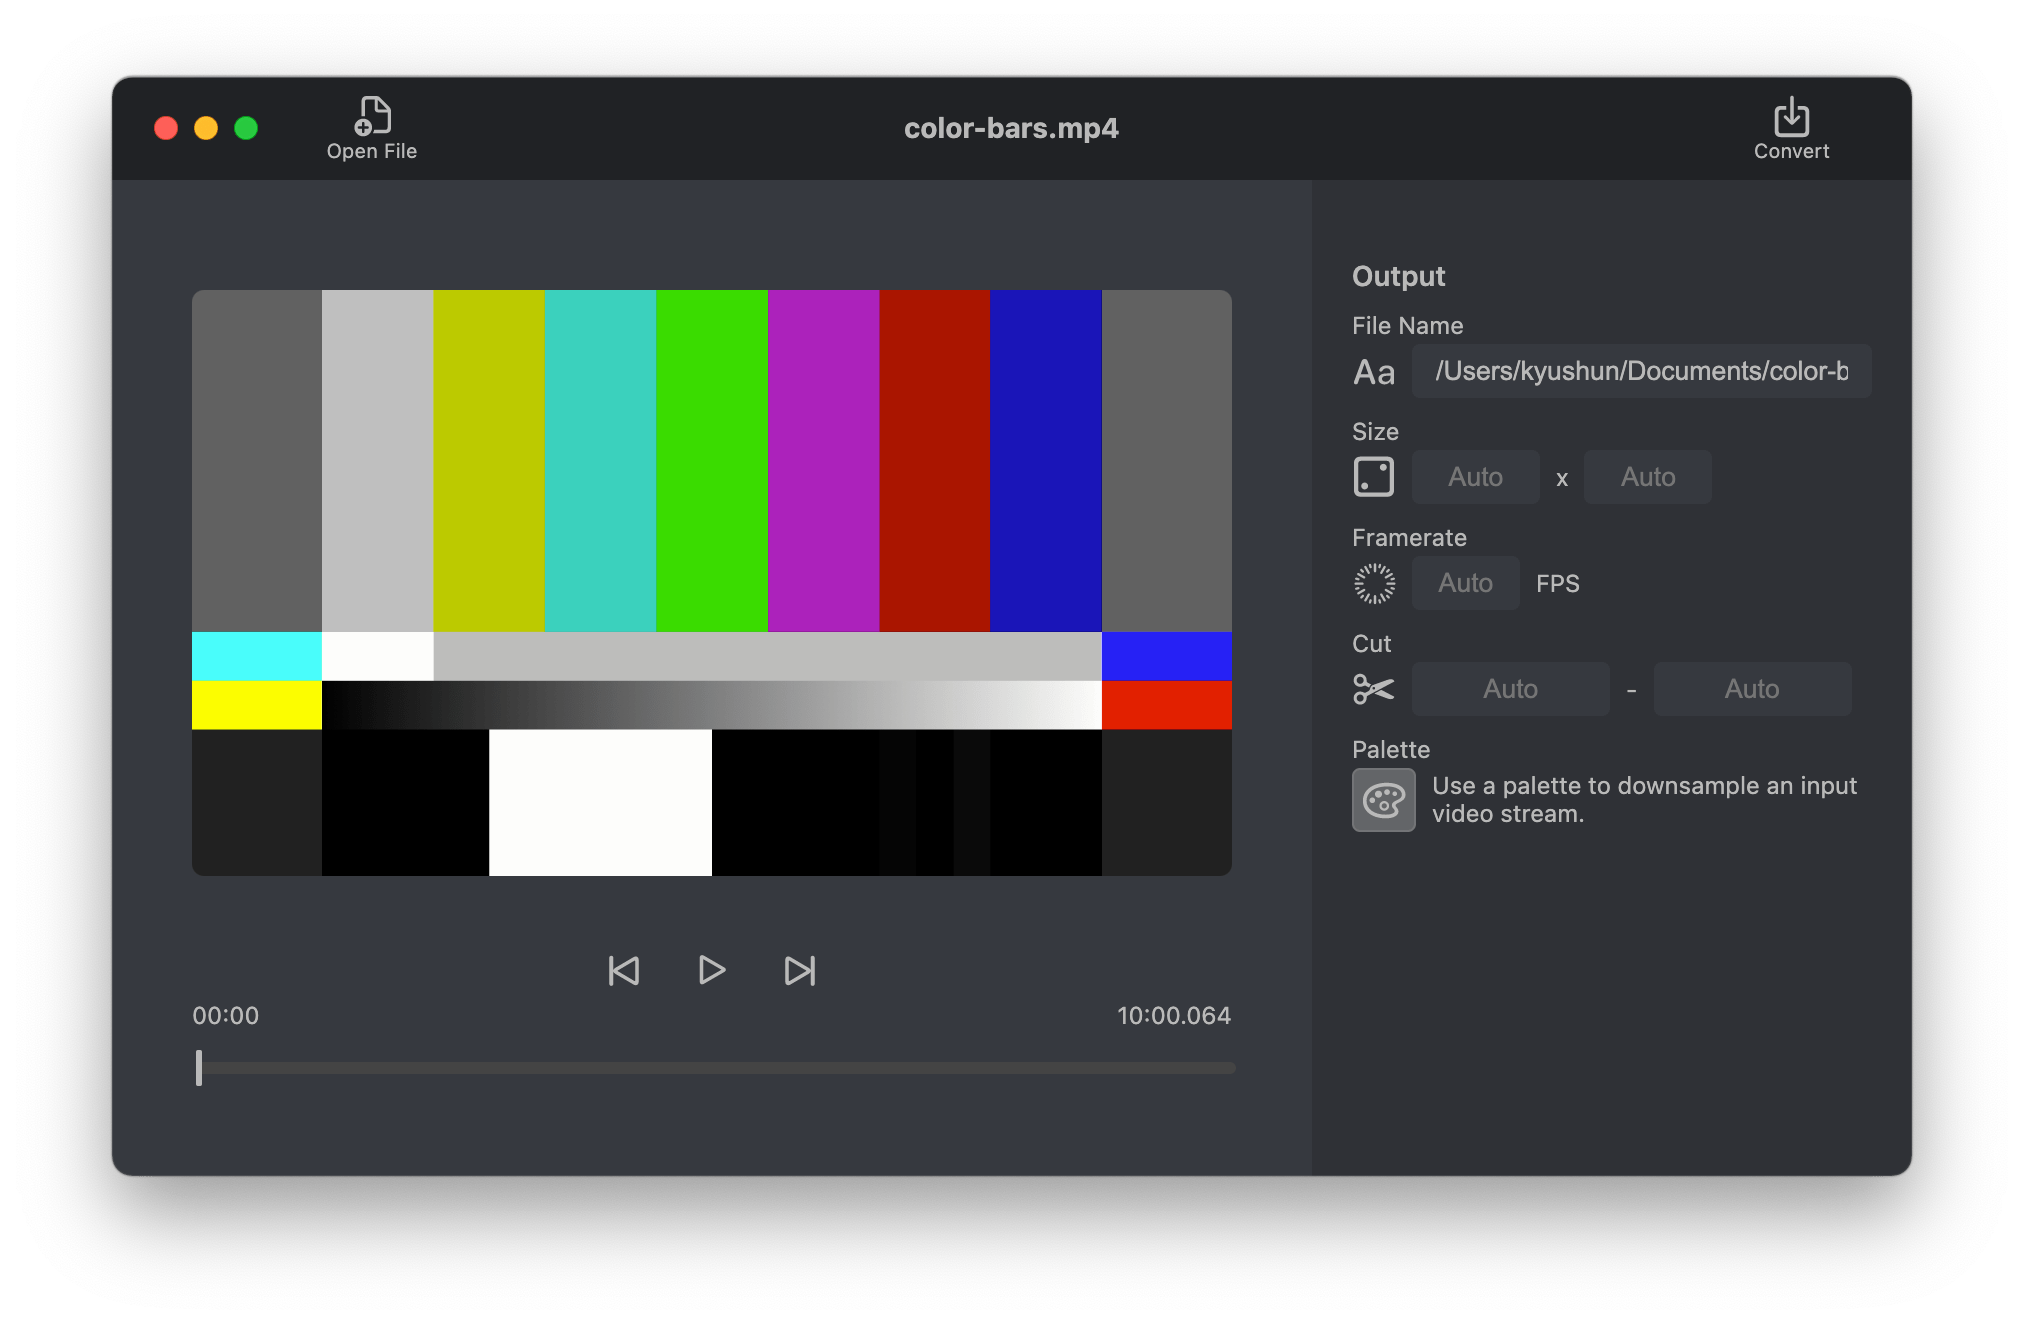 Open File
color-bars.mp4
Convert
Output
File Name
Aa /Users/kyushun/Documents/color-b
Size
Auto x Auto
Framerate
Auto FPS
Cut
Auto - Auto
Palette
Use a palette to downsample an input
video stream.
00:00
10:00.064